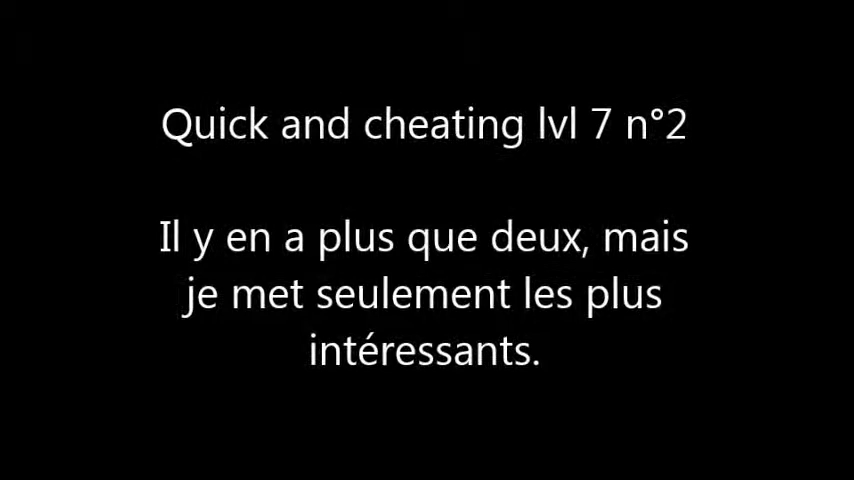 Quick and cheating lvl 7 n°2
Il y en a plus que deux, mais
je met seulement les plus
intéressants.